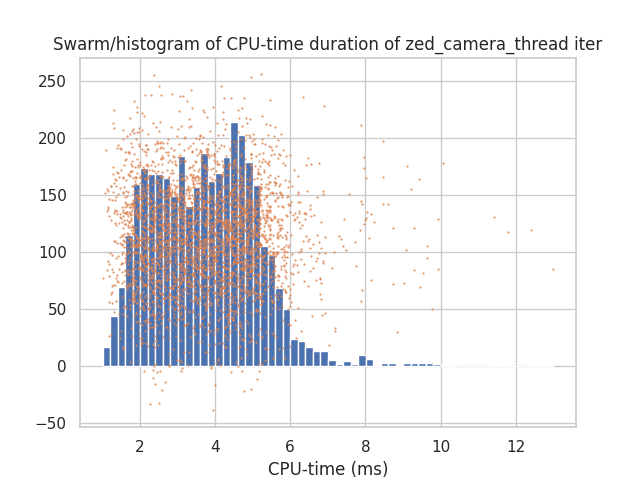 Swarm/histogram of CPU-time duration of zed_camera_thread iter
250
200
150
100
50
0
−50
2 4 6 8 10 12
CPU-time (ms)